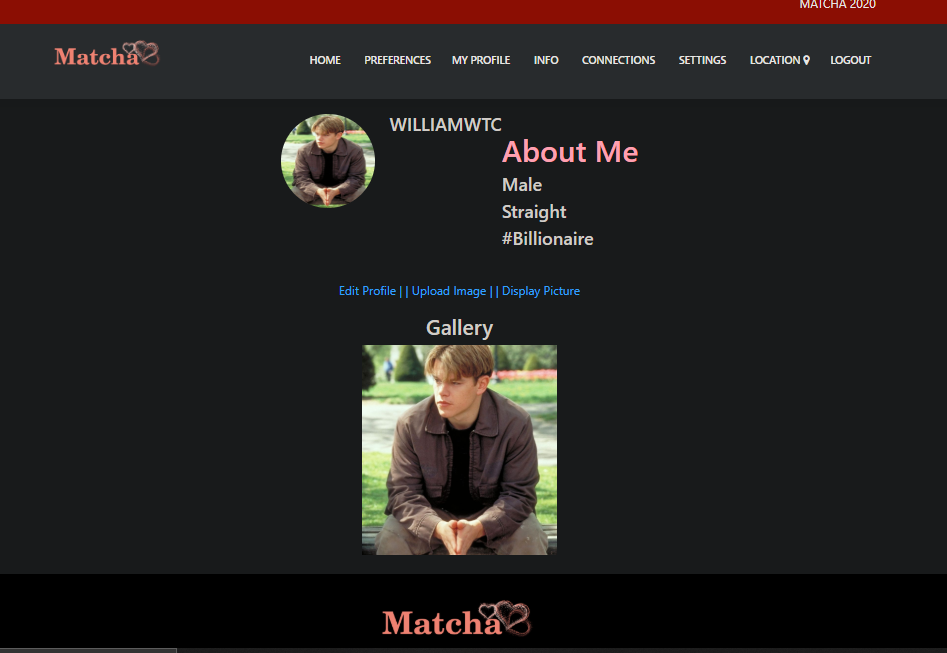 MATCHA 2020
Matcha
HOME PREFERENCES MY PROFILE INFO CONNECTIONS SETTINGS LOCATION LOGOUT
WILLIAMWTC
About Me
Male
Straight
#Billionaire
Edit Profile | | Upload Image | | Display Picture
Gallery
Matcha